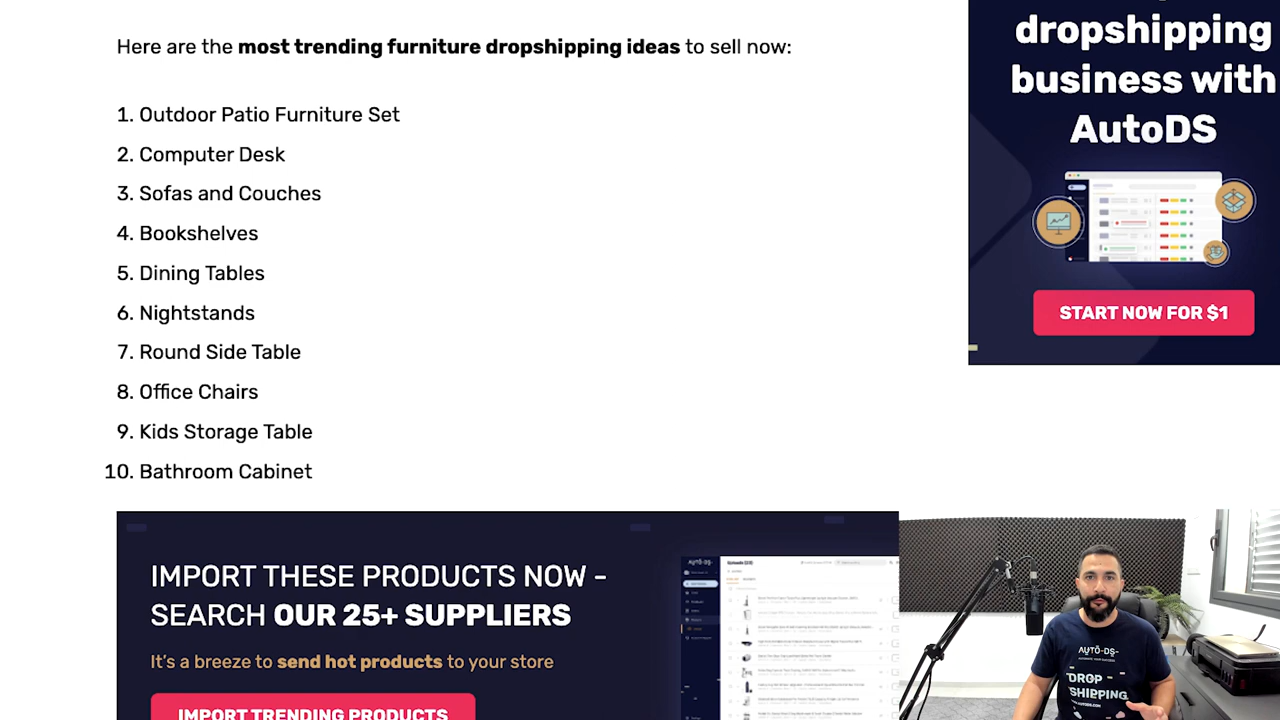 Here are the most trending furniture dropshipping ideas to sell now:
1. Outdoor Patio Furniture Set
2. Computer Desk
3. Sofas and Couches
4. Bookshelves
5. Dining Tables
6. Nightstands
7. Round Side Table
8. Office Chairs
9. Kids Storage Table
10. Bathroom Cabinet
dropshipping
business with
AutoDS
START NOW FOR $1
IMPORT THESE PRODUCTS NOW -
SEARCH OUR 25+ SUPPLIERS
It's a breeze to send hot products to your store
IMPORT TRENDING PRODUCTS
AUTO-DS-
AUTO-DS-
DROP
SHIPPING